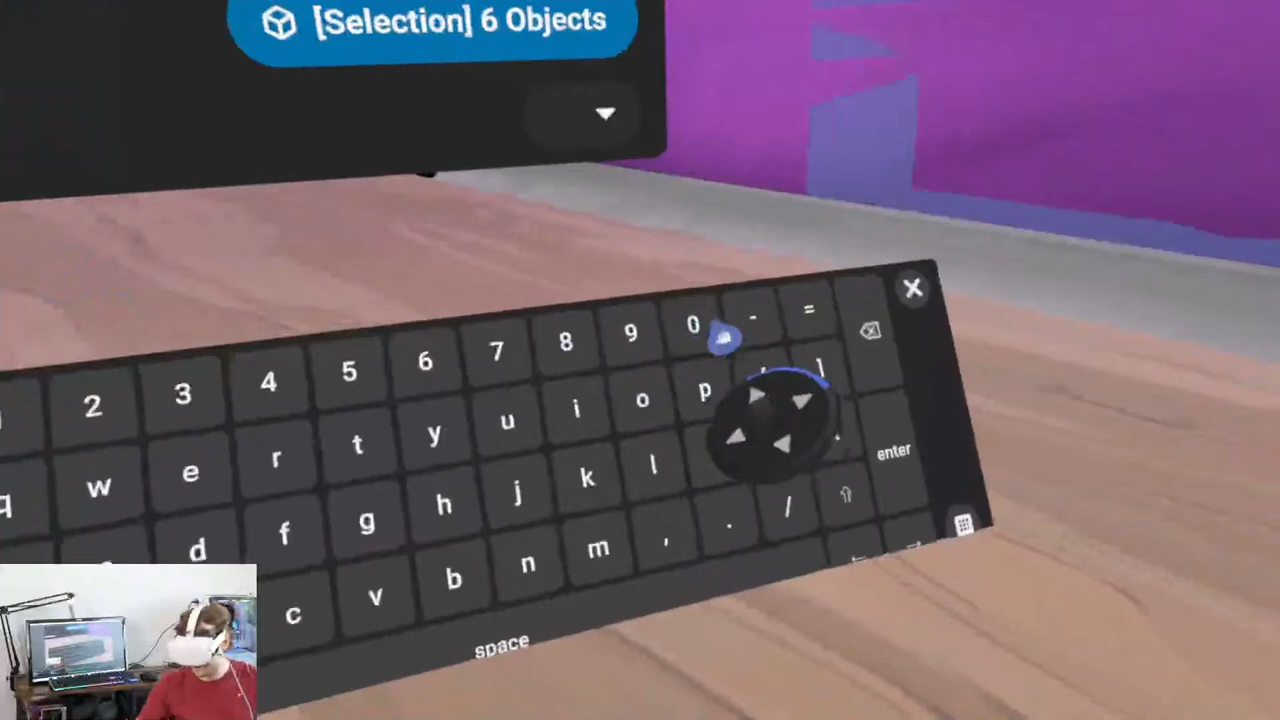 [Selection] 6 Objects
2 3 4 5 6 7 8 9 0 - =
q w e r t y u i o p ]
d f g h j k l enter
c v b n m , . /
space